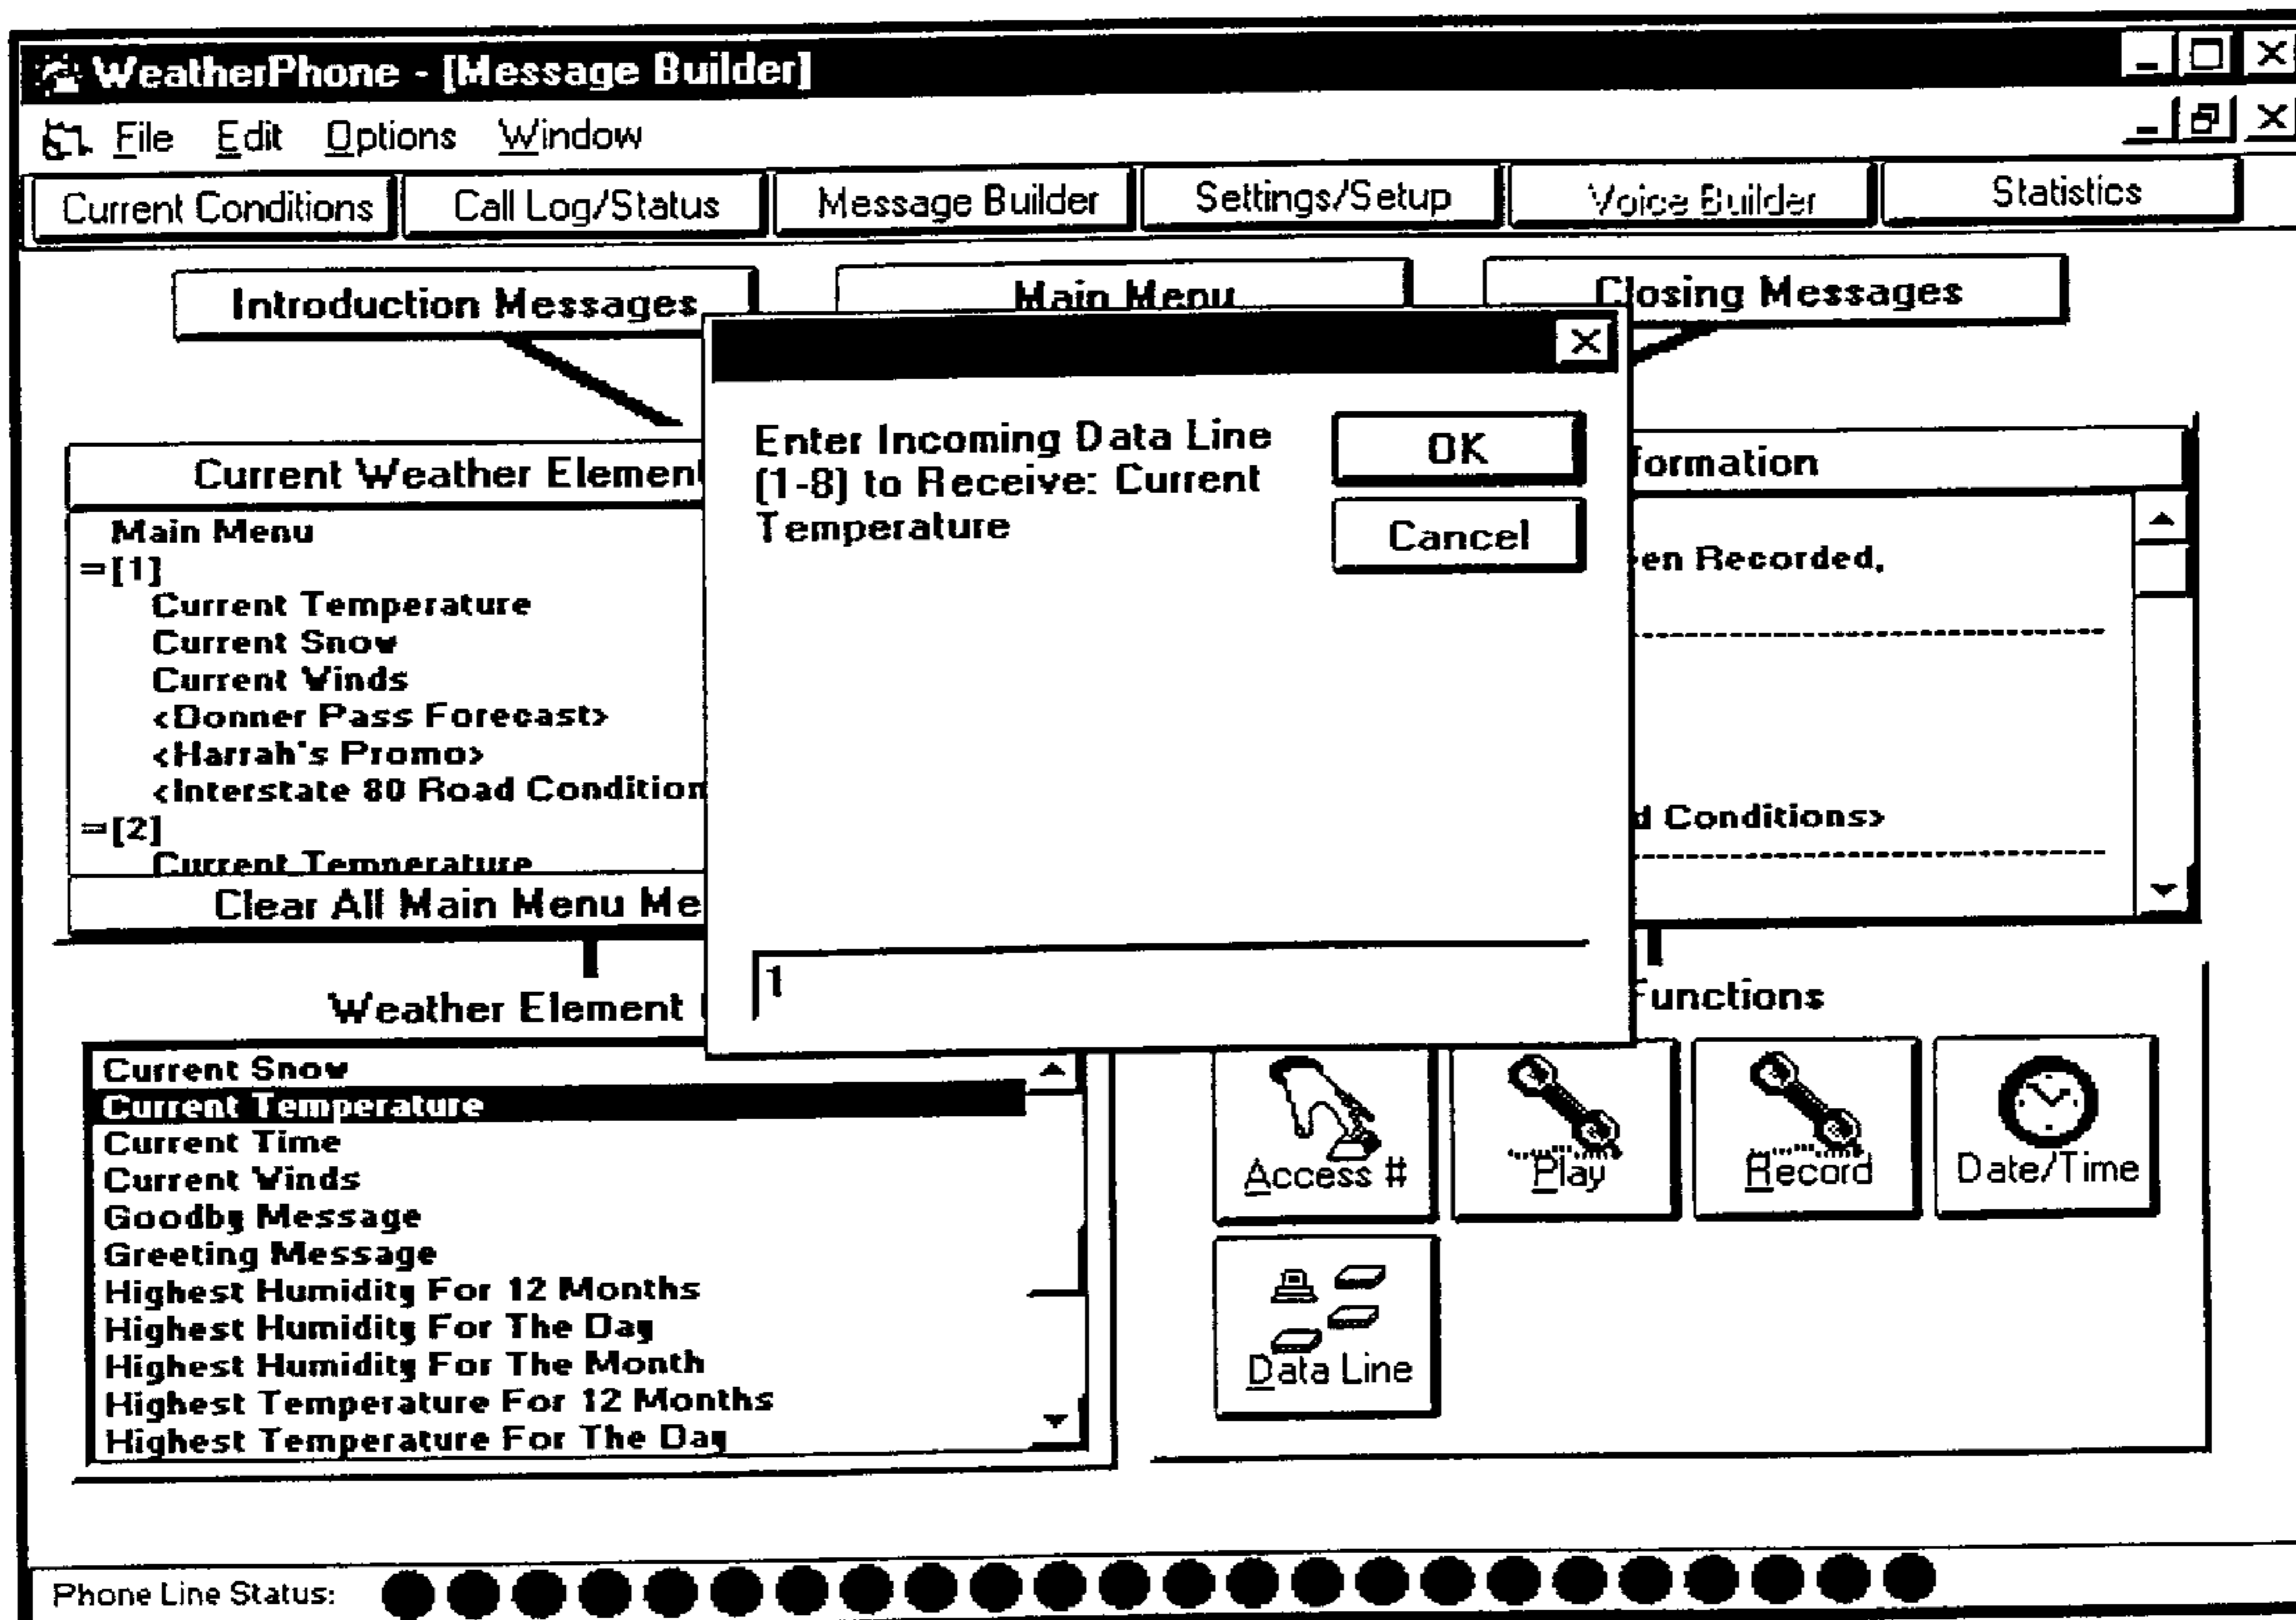 WeatherPhone - [Message Builder]
File Edit Options Window
Current Conditions Call Log/Status Message Builder Settings/Setup Voice Builder Statistics
Introduction Messages Main Menu Closing Messages
Enter Incoming Data Line
(1-8) to Receive: Current
Temperature
OK
Cancel
Current Weather Element
formation
Main Menu
=[1]
Current Temperature
Current Snow
Current Winds
<Donner Pass Forecast>
<Harrah's Promo>
<Interstate 80 Road Condition
=[2]
Current Temperature
Clear All Main Menu Me
en Recorded,
d Conditions>
1
Weather Element
Functions
Current Snow
Current Temperature
Current Time
Current Winds
Goodby Message
Greeting Message
Highest Humidity For 12 Months
Highest Humidity For The Day
Highest Humidity For The Month
Highest Temperature For 12 Months
Highest Temperature For The Day
Access # Play Record Date/Time
Data Line
Phone Line Status: